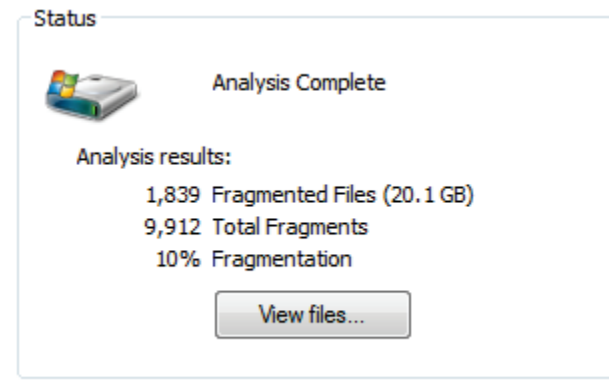 Status
Analysis Complete
Analysis results:
1,839 Fragmented Files (20.1 GB)
9,912 Total Fragments
10% Fragmentation
View files...